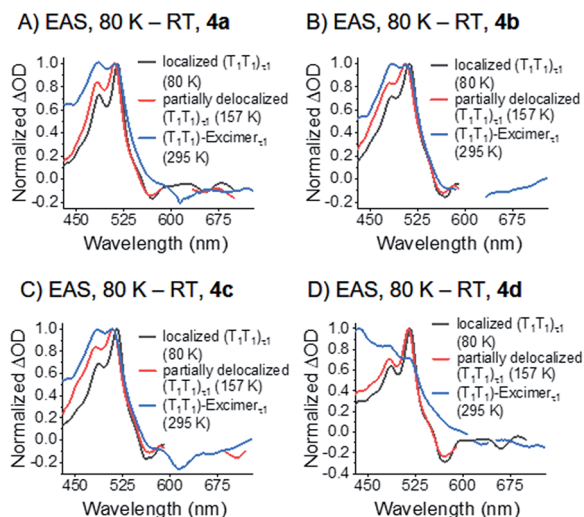 A) EAS, 80 K – RT, 4a
Normalized ΔOD
1.0
0.8
0.6
0.4
0.2
0.0
-0.2
localized (T₁T₁)τ1
(80 K)
partially delocalized
(T₁T₁)τ1 (157 K)
(T₁T₁)-Excimerτ1
(295 K)
450 525 600 675
Wavelength (nm)
B) EAS, 80 K – RT, 4b
Normalized ΔOD
1.0
0.8
0.6
0.4
0.2
0.0
-0.2
localized (T₁T₁)τ1
(80 K)
partially delocalized
(T₁T₁)τ1 (157 K)
(T₁T₁)-Excimerτ1
(295 K)
450 525 600 675
Wavelength (nm)
C) EAS, 80 K – RT, 4c
Normalized ΔOD
1.0
0.8
0.6
0.4
0.2
0.0
-0.2
localized (T₁T₁)τ1
(80 K)
partially delocalized
(T₁T₁)τ1 (157 K)
(T₁T₁)-Excimerτ1
(295 K)
450 525 600 675
Wavelength (nm)
D) EAS, 80 K – RT, 4d
Normalized ΔOD
1.0
0.8
0.6
0.4
0.2
0.0
-0.2
-0.4
localized (T₁T₁)τ1
(80 K)
partially delocalized
(T₁T₁)τ1 (157 K)
(T₁T₁)-Excimerτ1
(295 K)
450 525 600 675
Wavelength (nm)